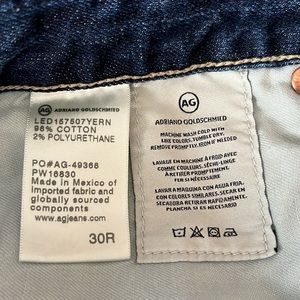 AG
ADRIANO GOLDSCHMIED
LED157507YERN
98% COTTON
2% POLYURETHANE
PO#AG-49368
PW16830
Made in Mexico of
imported fabric and
globally sourced
components
www.agjeans.com
30R
AG
ADRIANO GOLDSCHMIED
MACHINE WASH COLD WITH
LIKE COLORS. TUMBLE DRY.
REMOVE PROMPTLY. IRON IF NEEDED
LAVAGE EN MACHINE À FROID AVEC
COULEURS SIMILAIRES. SÈCHE-LINGE
À RETIRER PROMPTEMENT.
FER SI NÉCESSAIRE
LAVAR A MAQUINA CON AGUA FRIA
CON COLORES SIMILARES. SECAR EN
SECADORA RETIRAR RAPIDAMENTE.
PLANCHA SI ES NECESARIO